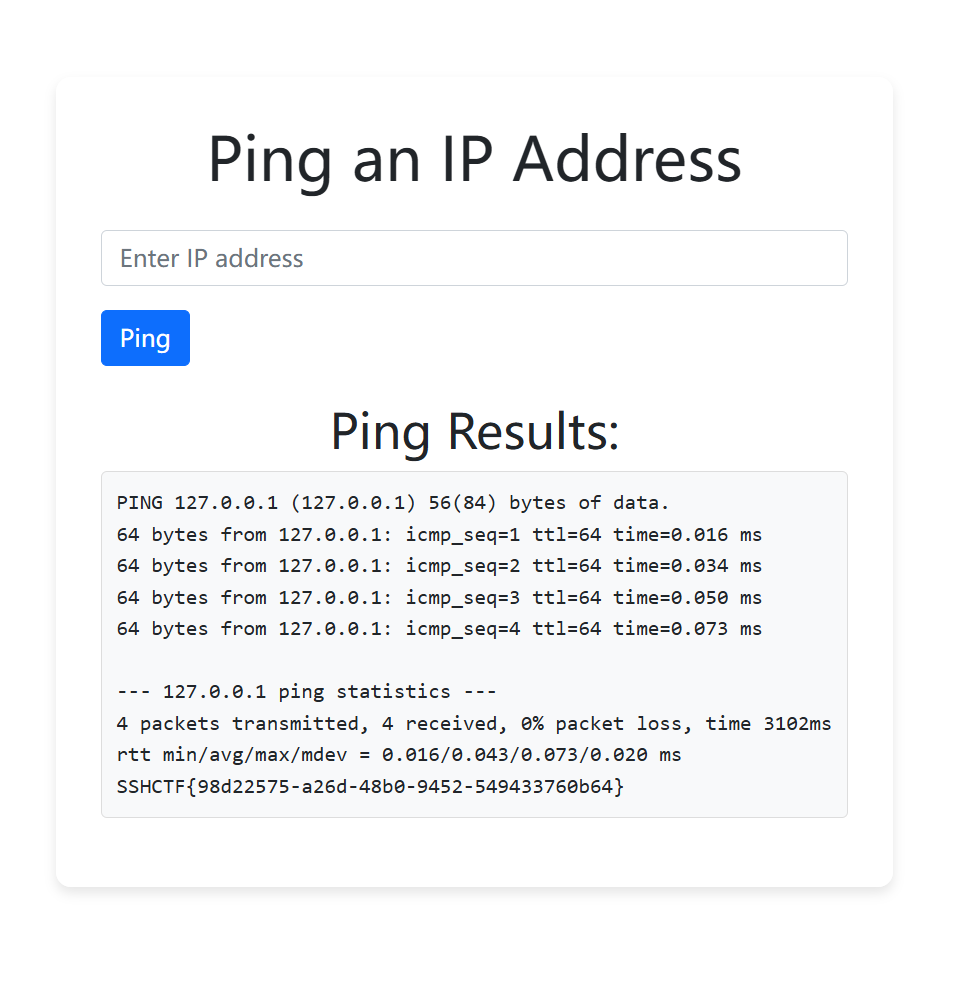 Ping an IP Address
Enter IP address
Ping
Ping Results:
PING 127.0.0.1 (127.0.0.1) 56(84) bytes of data.
64 bytes from 127.0.0.1: icmp_seq=1 ttl=64 time=0.016 ms
64 bytes from 127.0.0.1: icmp_seq=2 ttl=64 time=0.034 ms
64 bytes from 127.0.0.1: icmp_seq=3 ttl=64 time=0.050 ms
64 bytes from 127.0.0.1: icmp_seq=4 ttl=64 time=0.073 ms
--- 127.0.0.1 ping statistics ---
4 packets transmitted, 4 received, 0% packet loss, time 3102ms
rtt min/avg/max/mdev = 0.016/0.043/0.073/0.020 ms
SSHCTF{98d22575-a26d-48b0-9452-549433760b64}